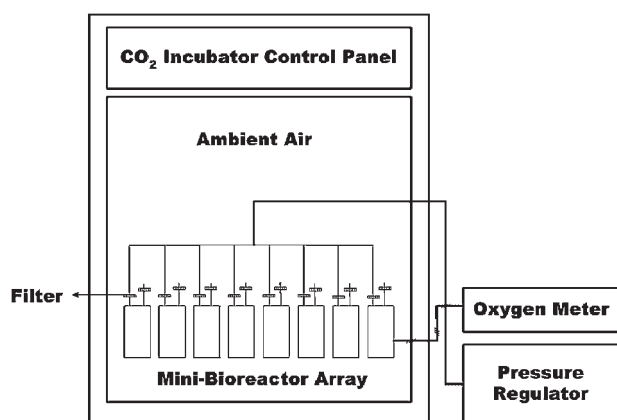 CO₂ Incubator Control Panel
Ambient Air
Filter
Oxygen Meter
Mini-Bioreactor Array
Pressure
Regulator